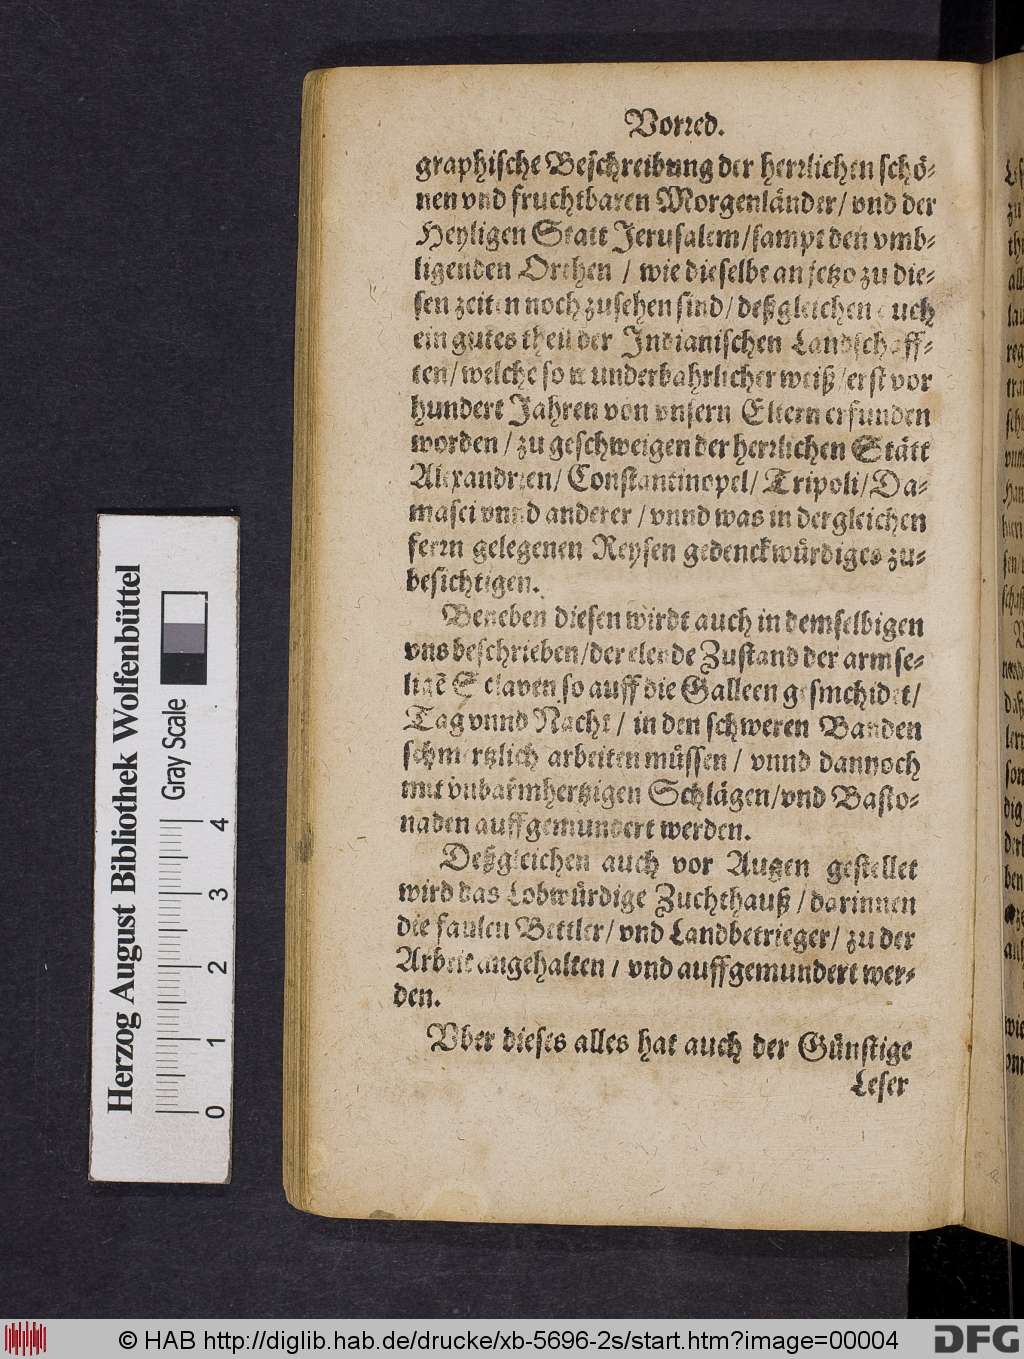 Vorred.
graphische Beschreibung der herrlichen schö-
nen vnd fruchtbaren Morgenländer/ vnd der
Heyligen Statt Jerusalem/ sampt den vmb-
ligenden Orthen / wie dieselbe an jetzo zu die-
sen zeiten noch zusehen sind/ deßgleichen auch
ein gutes theil der Indianischen Landschaff-
ten/ welche so wunderbahrlicher weiß/ erst vor
hundert Jahren von vnsern Eltern erfunden
worden / zu geschweigen der herrlichen Stätt
Alexandrien/ Constantinopel/ Tripoli/ Da-
masci vnnd anderer / vnnd was in dergleichen
ferrn gelegenen Reysen gedenckwürdiges zu-
besichtigen.
Beneben diesen wirdt auch in demselbigen
vns beschrieben/ der elende Zustand der armse-
ligē Sclaven so auff die Galleen geschmidet/
Tag vnnd Nacht / in den schweren Banden
schmertzlich arbeiten müssen / vnnd dannoch
mit vnbarmhertzigen Schlägen/ vnd Basto-
naden auffgemundert werden.
Deßgleichen auch vor Augen gestellet
wird das Lobwürdige Zuchthauß / darinnen
die faulen Bettler/ vnd Landbetrieger/ zu der
Arbeit angehalten / vnd auffgemundert wer-
den.
Vber dieses alles hat auch der Günstige
Leser
Herzog August Bibliothek Wolfenbüttel
Gray Scale
0 1 2 3 4
© HAB http://diglib.hab.de/drucke/xb-5696-2s/start.htm?image=00004
DFG